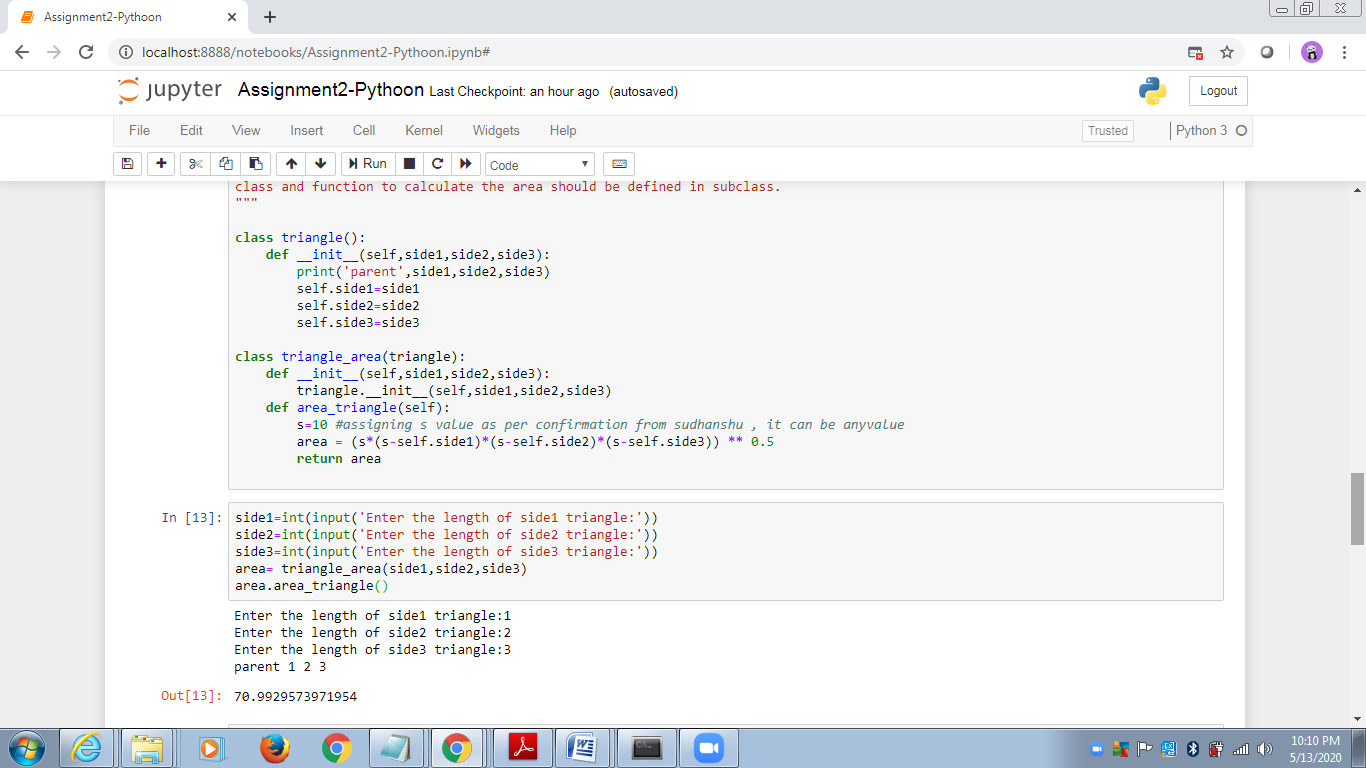 Assignment2-Pythoon
localhost:8888/notebooks/Assignment2-Pythoon.ipynb#
jupyter Assignment2-Pythoon Last Checkpoint: an hour ago (autosaved)
Logout
File Edit View Insert Cell Kernel Widgets Help
Trusted Python 3
Run Code
class and function to calculate the area should be defined in subclass.
"""
class triangle():
    def __init__(self,side1,side2,side3):
        print('parent',side1,side2,side3)
        self.side1=side1
        self.side2=side2
        self.side3=side3
class triangle_area(triangle):
    def __init__(self,side1,side2,side3):
        triangle.__init__(self,side1,side2,side3)
    def area_triangle(self):
        s=10 #assigning s value as per confirmation from sudhanshu , it can be anyvalue
        area = (s*(s-self.side1)*(s-self.side2)*(s-self.side3)) ** 0.5
        return area
In [13]: side1=int(input('Enter the length of side1 triangle:'))
side2=int(input('Enter the length of side2 triangle:'))
side3=int(input('Enter the length of side3 triangle:'))
area= triangle_area(side1,side2,side3)
area.area_triangle()
Enter the length of side1 triangle:1
Enter the length of side2 triangle:2
Enter the length of side3 triangle:3
parent 1 2 3
Out[13]: 70.9929573971954
10:10 PM
5/13/2020